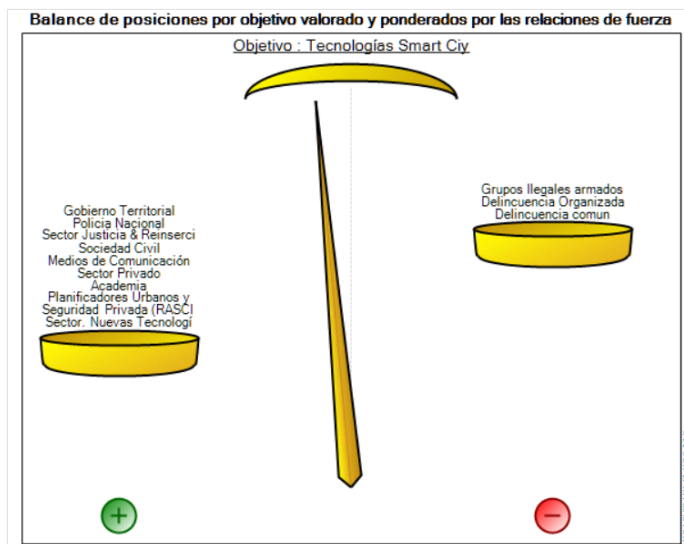 Balance de posiciones por objetivo valorado y ponderados por las relaciones de fuerza
Objetivo : Tecnologías Smart Ciy
Gobierno Territorial
Policia Nacional
Sector Justicia & Reinserci
Sociedad Civil
Medios de Comunicación
Sector Privado
Academia
Planificadores Urbanos y
Seguridad Privada (RASCI
Sector. Nuevas Tecnologí
Grupos Ilegales armados
Delincuencia Organizada
Delincuencia comun